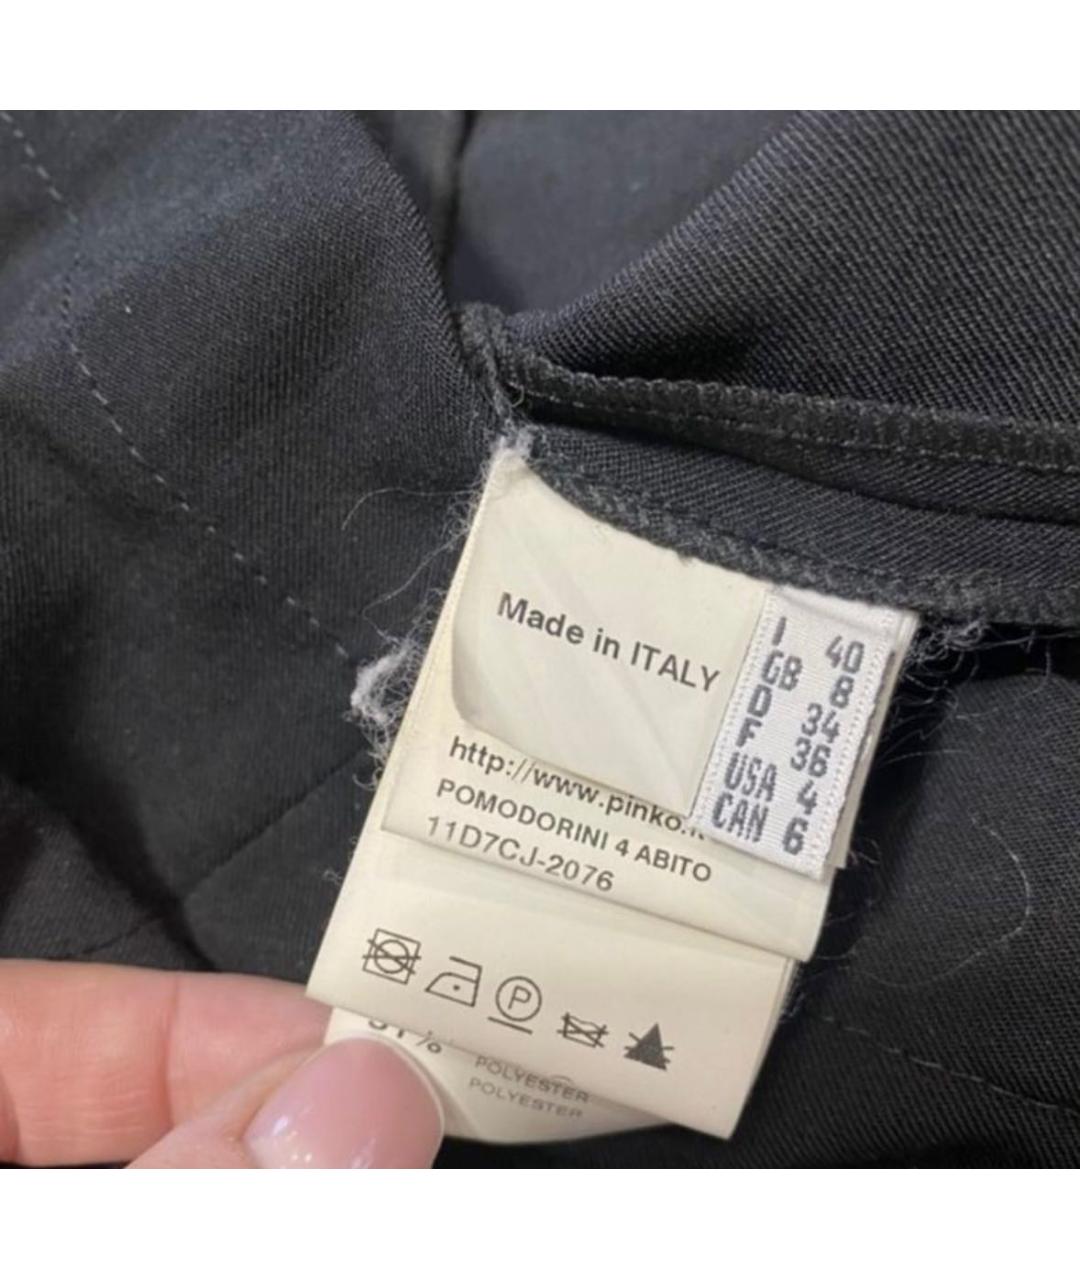 Made in ITALY
I 40
GB 8
D 34
F 36
USA 4
CAN 6
http://www.pinko.
POMODORINI 4 ABITO
11D7CJ-2076
P
POLYESTER
POLYESTER